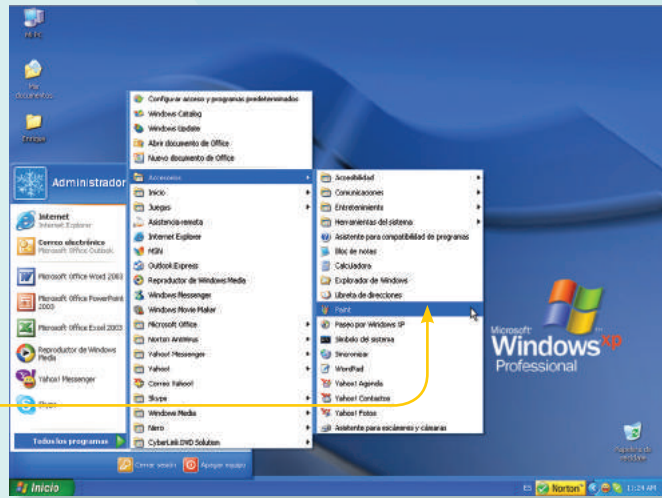 Mi PC
Mis documentos
Administrador
Internet
Internet Explorer
Correo electrónico
Microsoft Office Outlook
Microsoft Office Word 2003
Microsoft Office PowerPoint 2003
Microsoft Office Excel 2003
Reproductor de Windows Media
Yahoo! Messenger
Skype
Todos los programas
Cerrar sesión
Apagar equipo
Configurar acceso y programas predeterminados
Windows Catalog
Windows Update
Abrir documento de Office
Nuevo documento de Office
Accesorios
Inicio
Juegos
Asistencia remota
Internet Explorer
MSN
Outlook Express
Reproductor de Windows Media
Windows Messenger
Windows Movie Maker
Microsoft Office
Norton AntiVirus
Yahoo! Messenger
Yahoo!
Correo Yahoo!
Skype
Windows Media
Nero
CyberLink DVD Solution
Accesibilidad
Comunicaciones
Entretenimiento
Herramientas del sistema
Asistente para compatibilidad de programas
Bloc de notas
Calculadora
Explorador de Windows
Libreta de direcciones
Paint
Paseo por Windows XP
Símbolo del sistema
Sincronizar
WordPad
Yahoo! Agenda
Yahoo! Contactos
Yahoo! Fotos
Asistente para escáneres y cámaras
Microsoft
Windows xp
Professional
Papelera de reciclaje
Inicio
ES
Norton™
11:24 AM